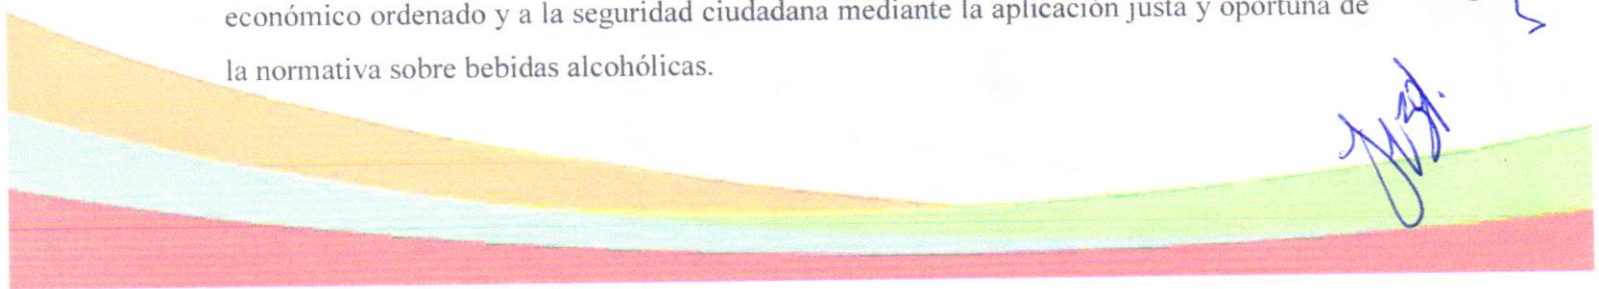 económico ordenado y a la seguridad ciudadana mediante la aplicación justa y oportuna de
la normativa sobre bebidas alcohólicas.